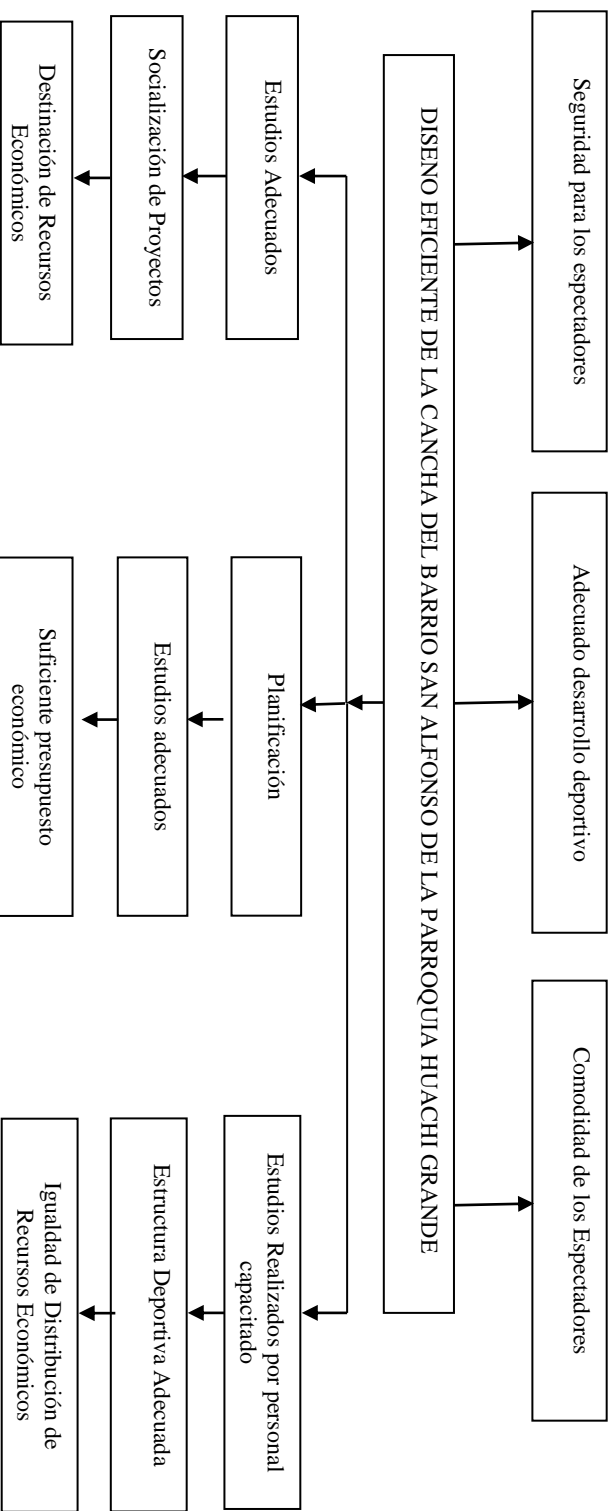 Seguridad para los espectadores
Adecuado desarrollo deportivo
Comodidad de los Espectadores
DISENO EFICIENTE DE LA CANCHA DEL BARRIO SAN ALFONSO DE LA PARROQUIA HUACHI GRANDE
Estudios Adecuados
Planificación
Estudios Realizados por personal
capacitado
Socialización de Proyectos
Estudios adecuados
Estructura Deportiva Adecuada
Destinación de Recursos
Económicos
Suficiente presupuesto
económico
Igualdad de Distribución de
Recursos Económicos